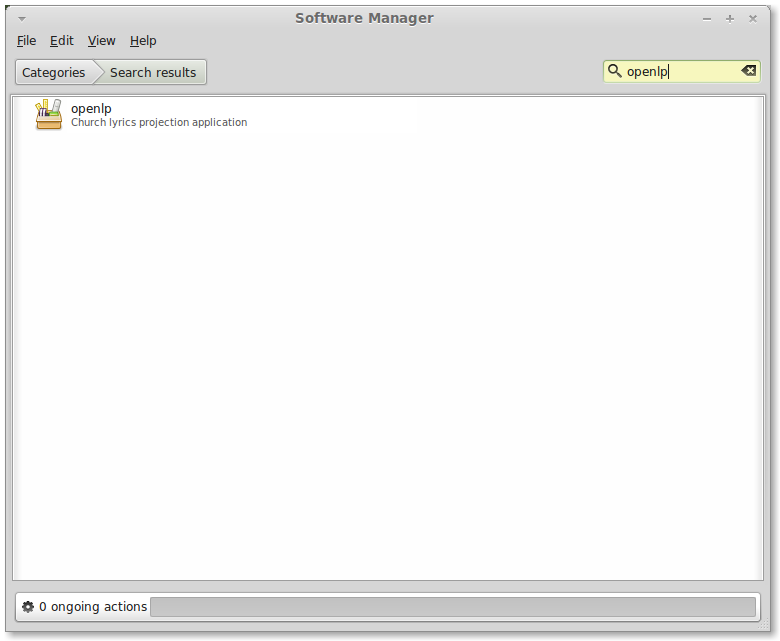 Software Manager
File Edit View Help
Categories Search results openlp
openlp
Church lyrics projection application
0 ongoing actions